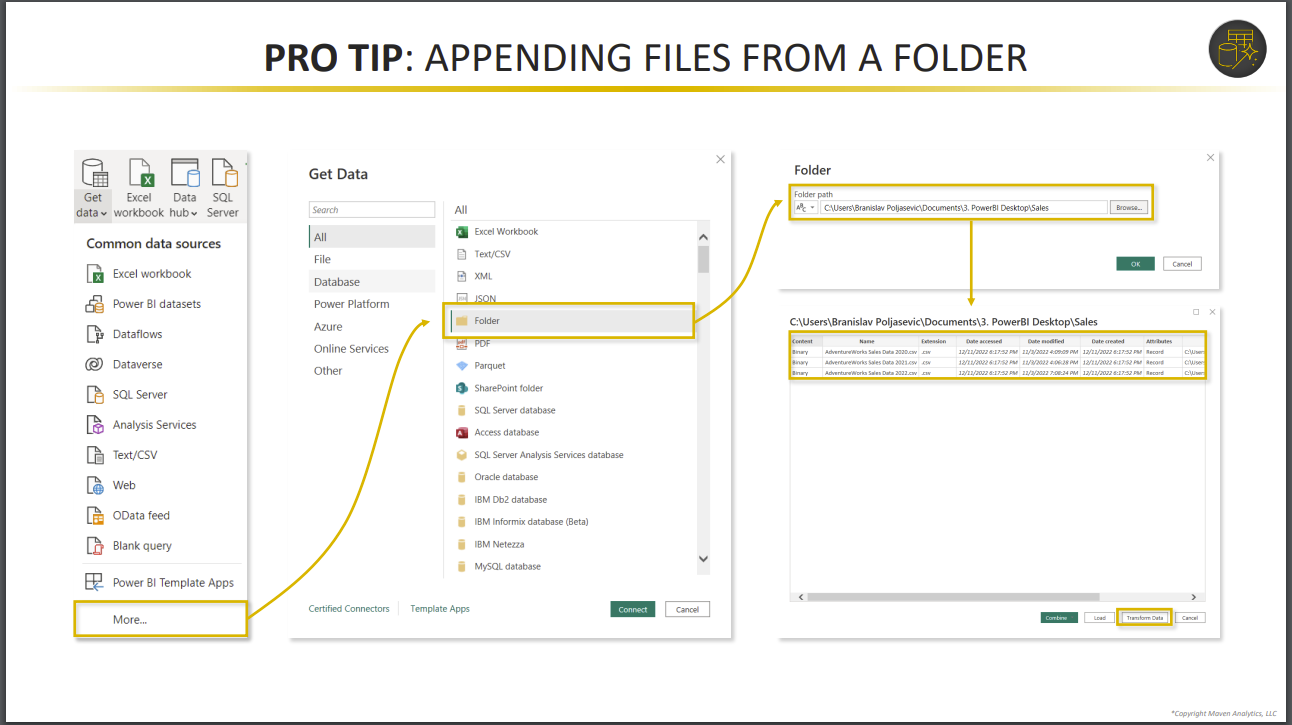 PRO TIP: APPENDING FILES FROM A FOLDER
Get data
Excel workbook
Data hub
SQL Server
Common data sources
Excel workbook
Power BI datasets
Dataflows
Dataverse
SQL Server
Analysis Services
Text/CSV
Web
OData feed
Blank query
Power BI Template Apps
More...
Get Data
Search
All
File
Database
Power Platform
Azure
Online Services
Other
All
Excel Workbook
Text/CSV
XML
JSON
Folder
PDF
Parquet
SharePoint folder
SQL Server database
Access database
SQL Server Analysis Services database
Oracle database
IBM Db2 database
IBM Informix database (Beta)
IBM Netezza
MySQL database
Certified Connectors
Template Apps
Connect
Cancel
Folder
Folder path
C:\Users\Branislav Poljasevic\Documents\3. PowerBI Desktop\Sales
Browse...
OK
Cancel
C:\Users\Branislav Poljasevic\Documents\3. PowerBI Desktop\Sales
Content Name Extension Date accessed Date modified Date created Attributes
Binary AdventureWorks Sales Data 2020.csv .csv 12/11/2022 6:17:52 PM 11/3/2022 4:09:09 PM 12/11/2022 6:17:52 PM Record C:\Users
Binary AdventureWorks Sales Data 2021.csv .csv 12/11/2022 6:17:52 PM 11/3/2022 4:06:28 PM 12/11/2022 6:17:52 PM Record C:\Users
Binary AdventureWorks Sales Data 2022.csv .csv 12/11/2022 6:17:52 PM 11/3/2022 7:08:24 PM 12/11/2022 6:17:52 PM Record C:\Users
Combine
Load
Transform Data
Cancel
*Copyright Maven Analytics, LLC